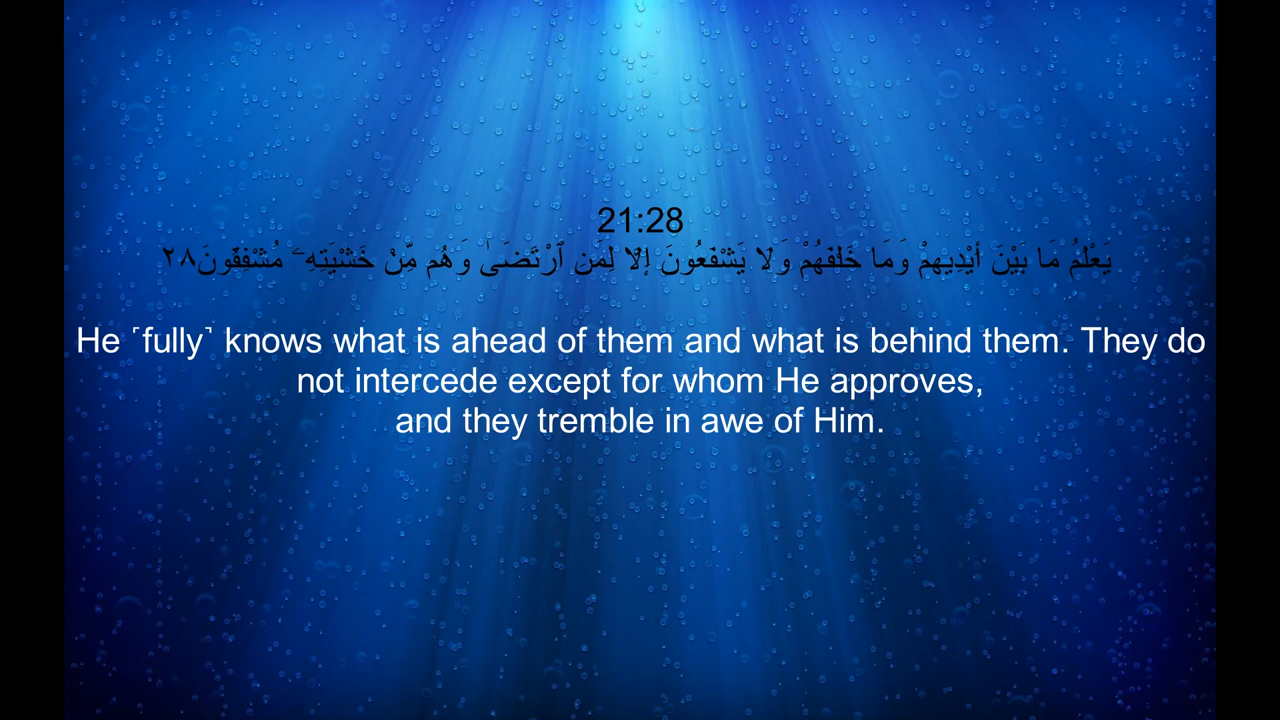 21:28
يَعْلَمُ مَا بَيْنَ أَيْدِيهِمْ وَمَا خَلْفَهُمْ وَلَا يَشْفَعُونَ إِلَّا لِمَنِ ٱرْتَضَىٰ وَهُم مِّنْ خَشْيَتِهِۦ مُشْفِقُونَ٢٨
He ˹fully˺ knows what is ahead of them and what is behind them. They do
not intercede except for whom He approves,
and they tremble in awe of Him.